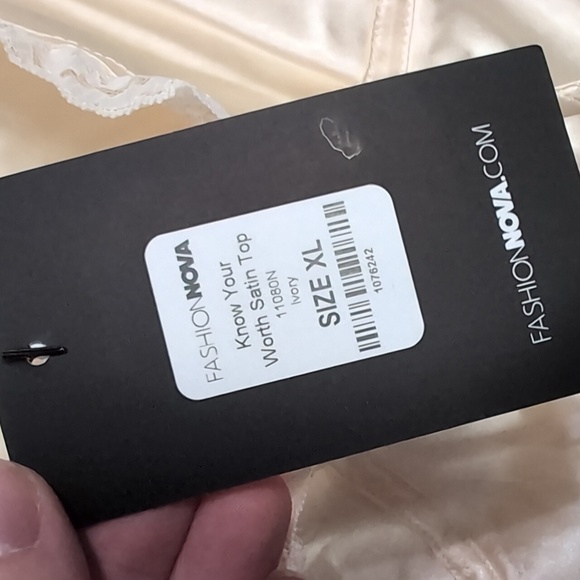 FASHIONNOVA
Know Your
Worth Satin Top
11080N
Ivory
SIZE XL
1076242
FASHIONNOVA.COM